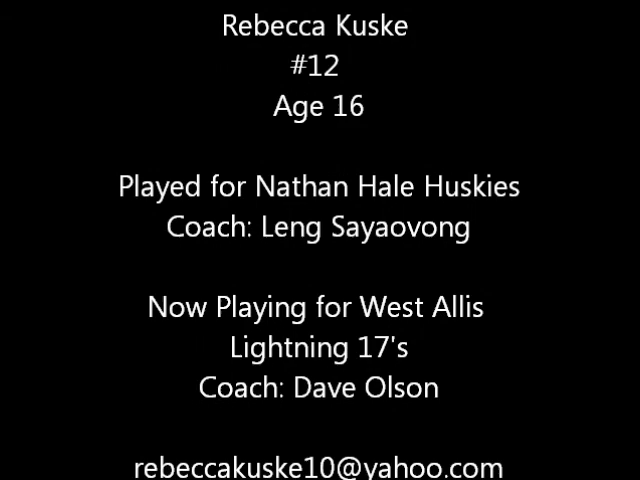 Rebecca Kuske
#12
Age 16
Played for Nathan Hale Huskies
Coach: Leng Sayaovong
Now Playing for West Allis
Lightning 17's
Coach: Dave Olson
rebeccakuske10@yahoo.com